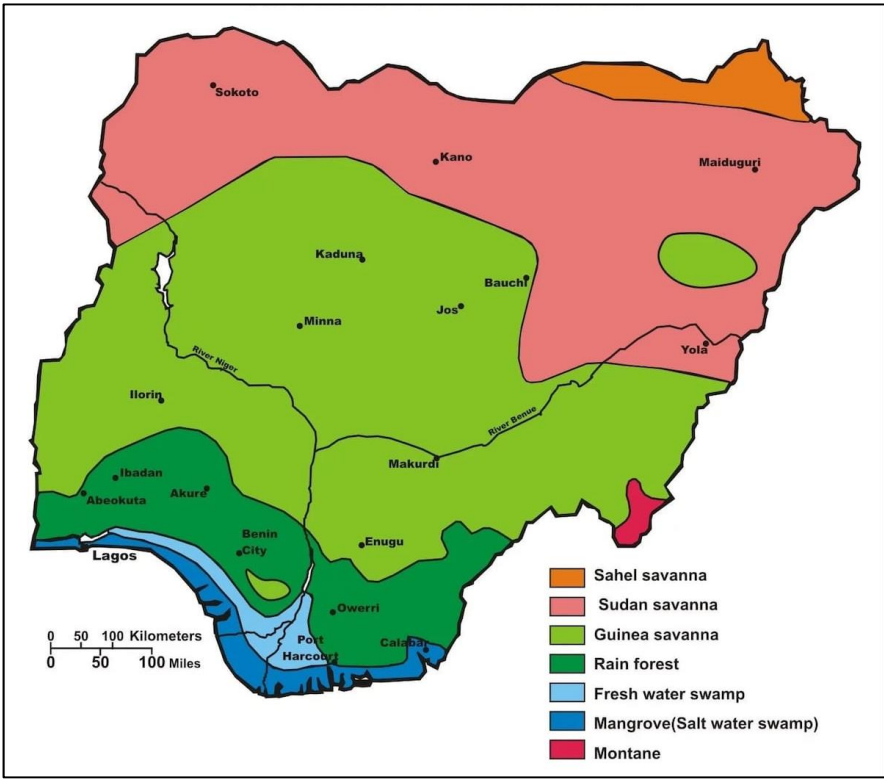 Sokoto
Kano
Maiduguri
Kaduna
Bauchi
Jos
Minna
Yola
River Niger
Ilorin
River Benue
Makurdi
Ibadan
Akure
Abeokuta
Benin
City
Enugu
Lagos
Owerri
Port
Harcourt
Calabar
0 50 100 Kilometers
0 50 100 Miles
Sahel savanna
Sudan savanna
Guinea savanna
Rain forest
Fresh water swamp
Mangrove(Salt water swamp)
Montane